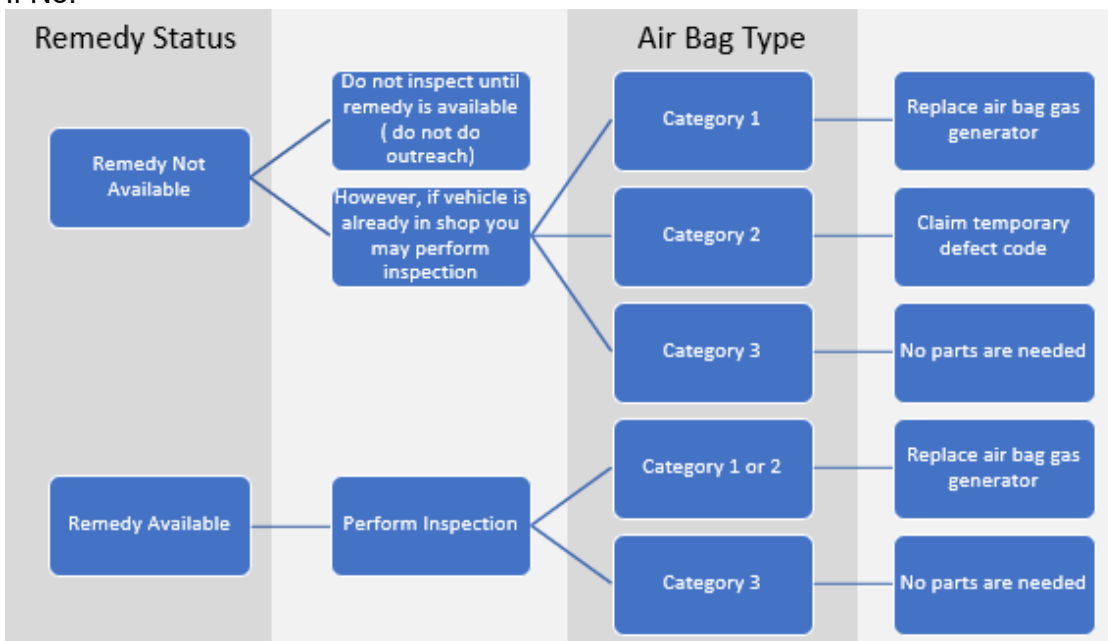 Remedy Status
Air Bag Type
Remedy Not
Available
Do not inspect until
remedy is available
( do not do
outreach)
However, if vehicle is
already in shop you
may perform
inspection
Category 1
Replace air bag gas
generator
Category 2
Claim temporary
defect code
Category 3
No parts are needed
Remedy Available
Perform Inspection
Category 1 or 2
Replace air bag gas
generator
Category 3
No parts are needed